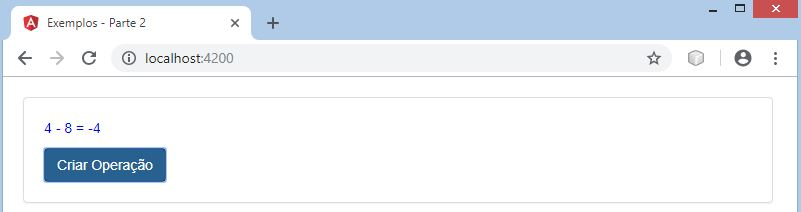 Exemplos - Parte 2
localhost:4200
4 - 8 = -4
Criar Operação